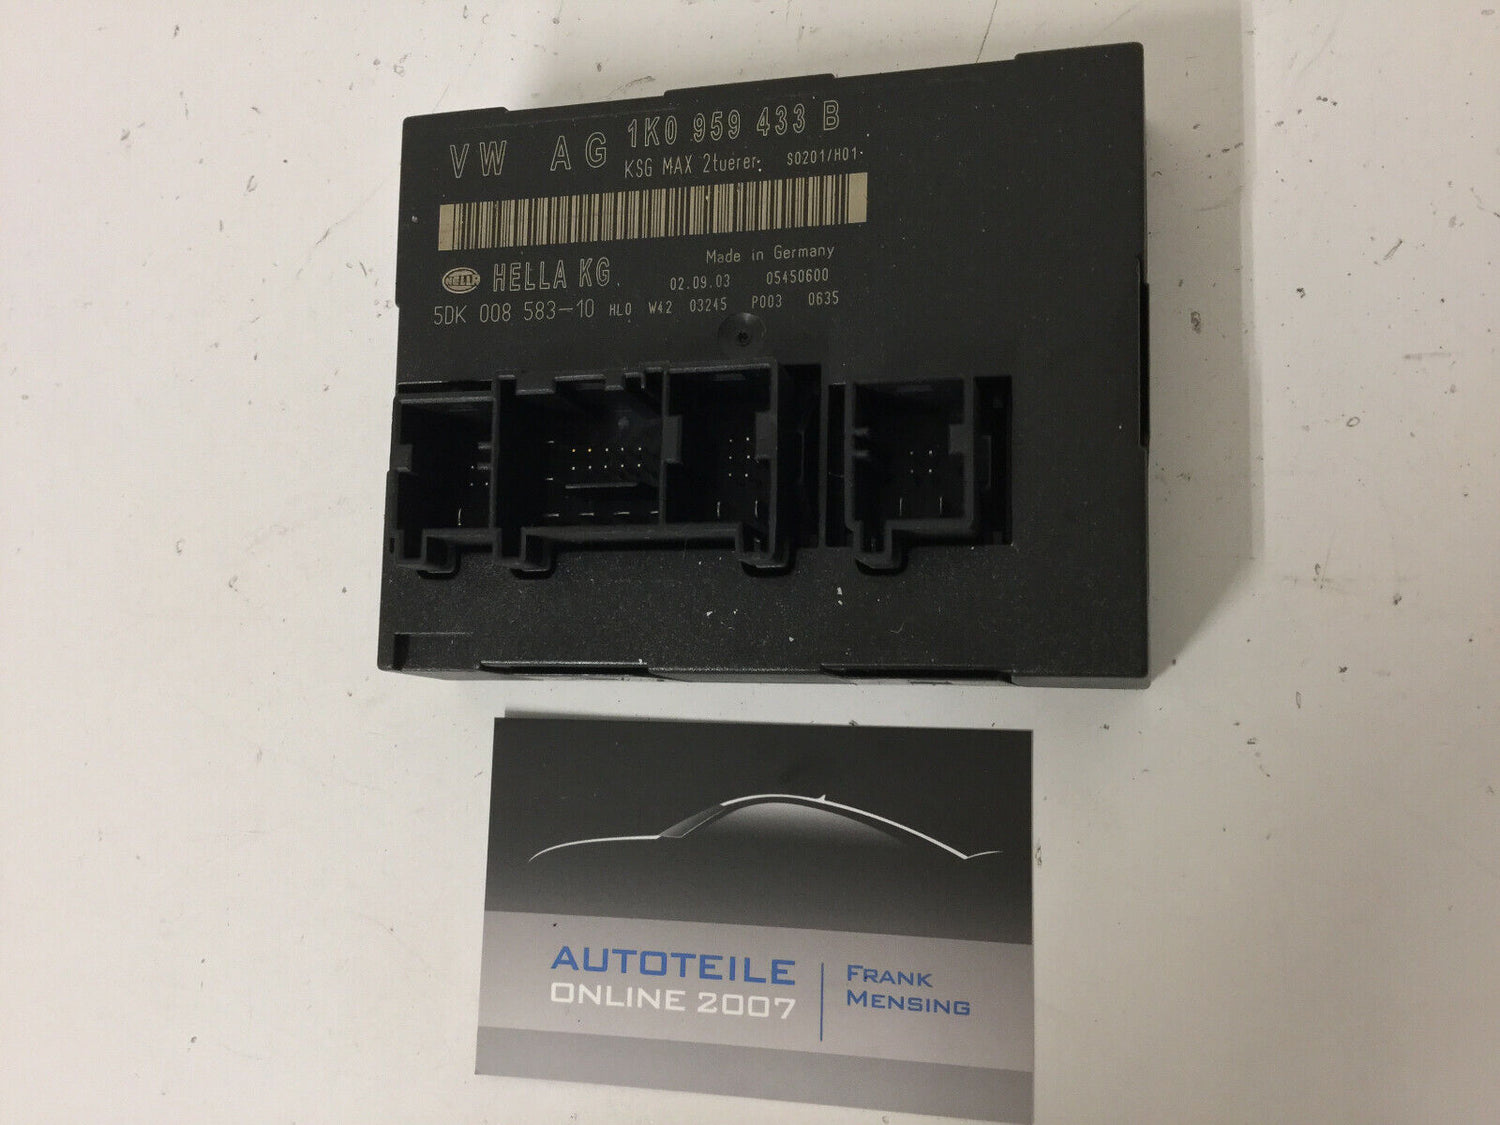 VW AG 1K0 959 433 B
KSG MAX 2tuerer S0201/H01
Made in Germany
HELLA HELLA KG. 02.09.03 05450600
5DK 008 583-10 HLO W42 03245 P003 0635
AUTOTEILE
ONLINE 2007
FRANK
MENSING